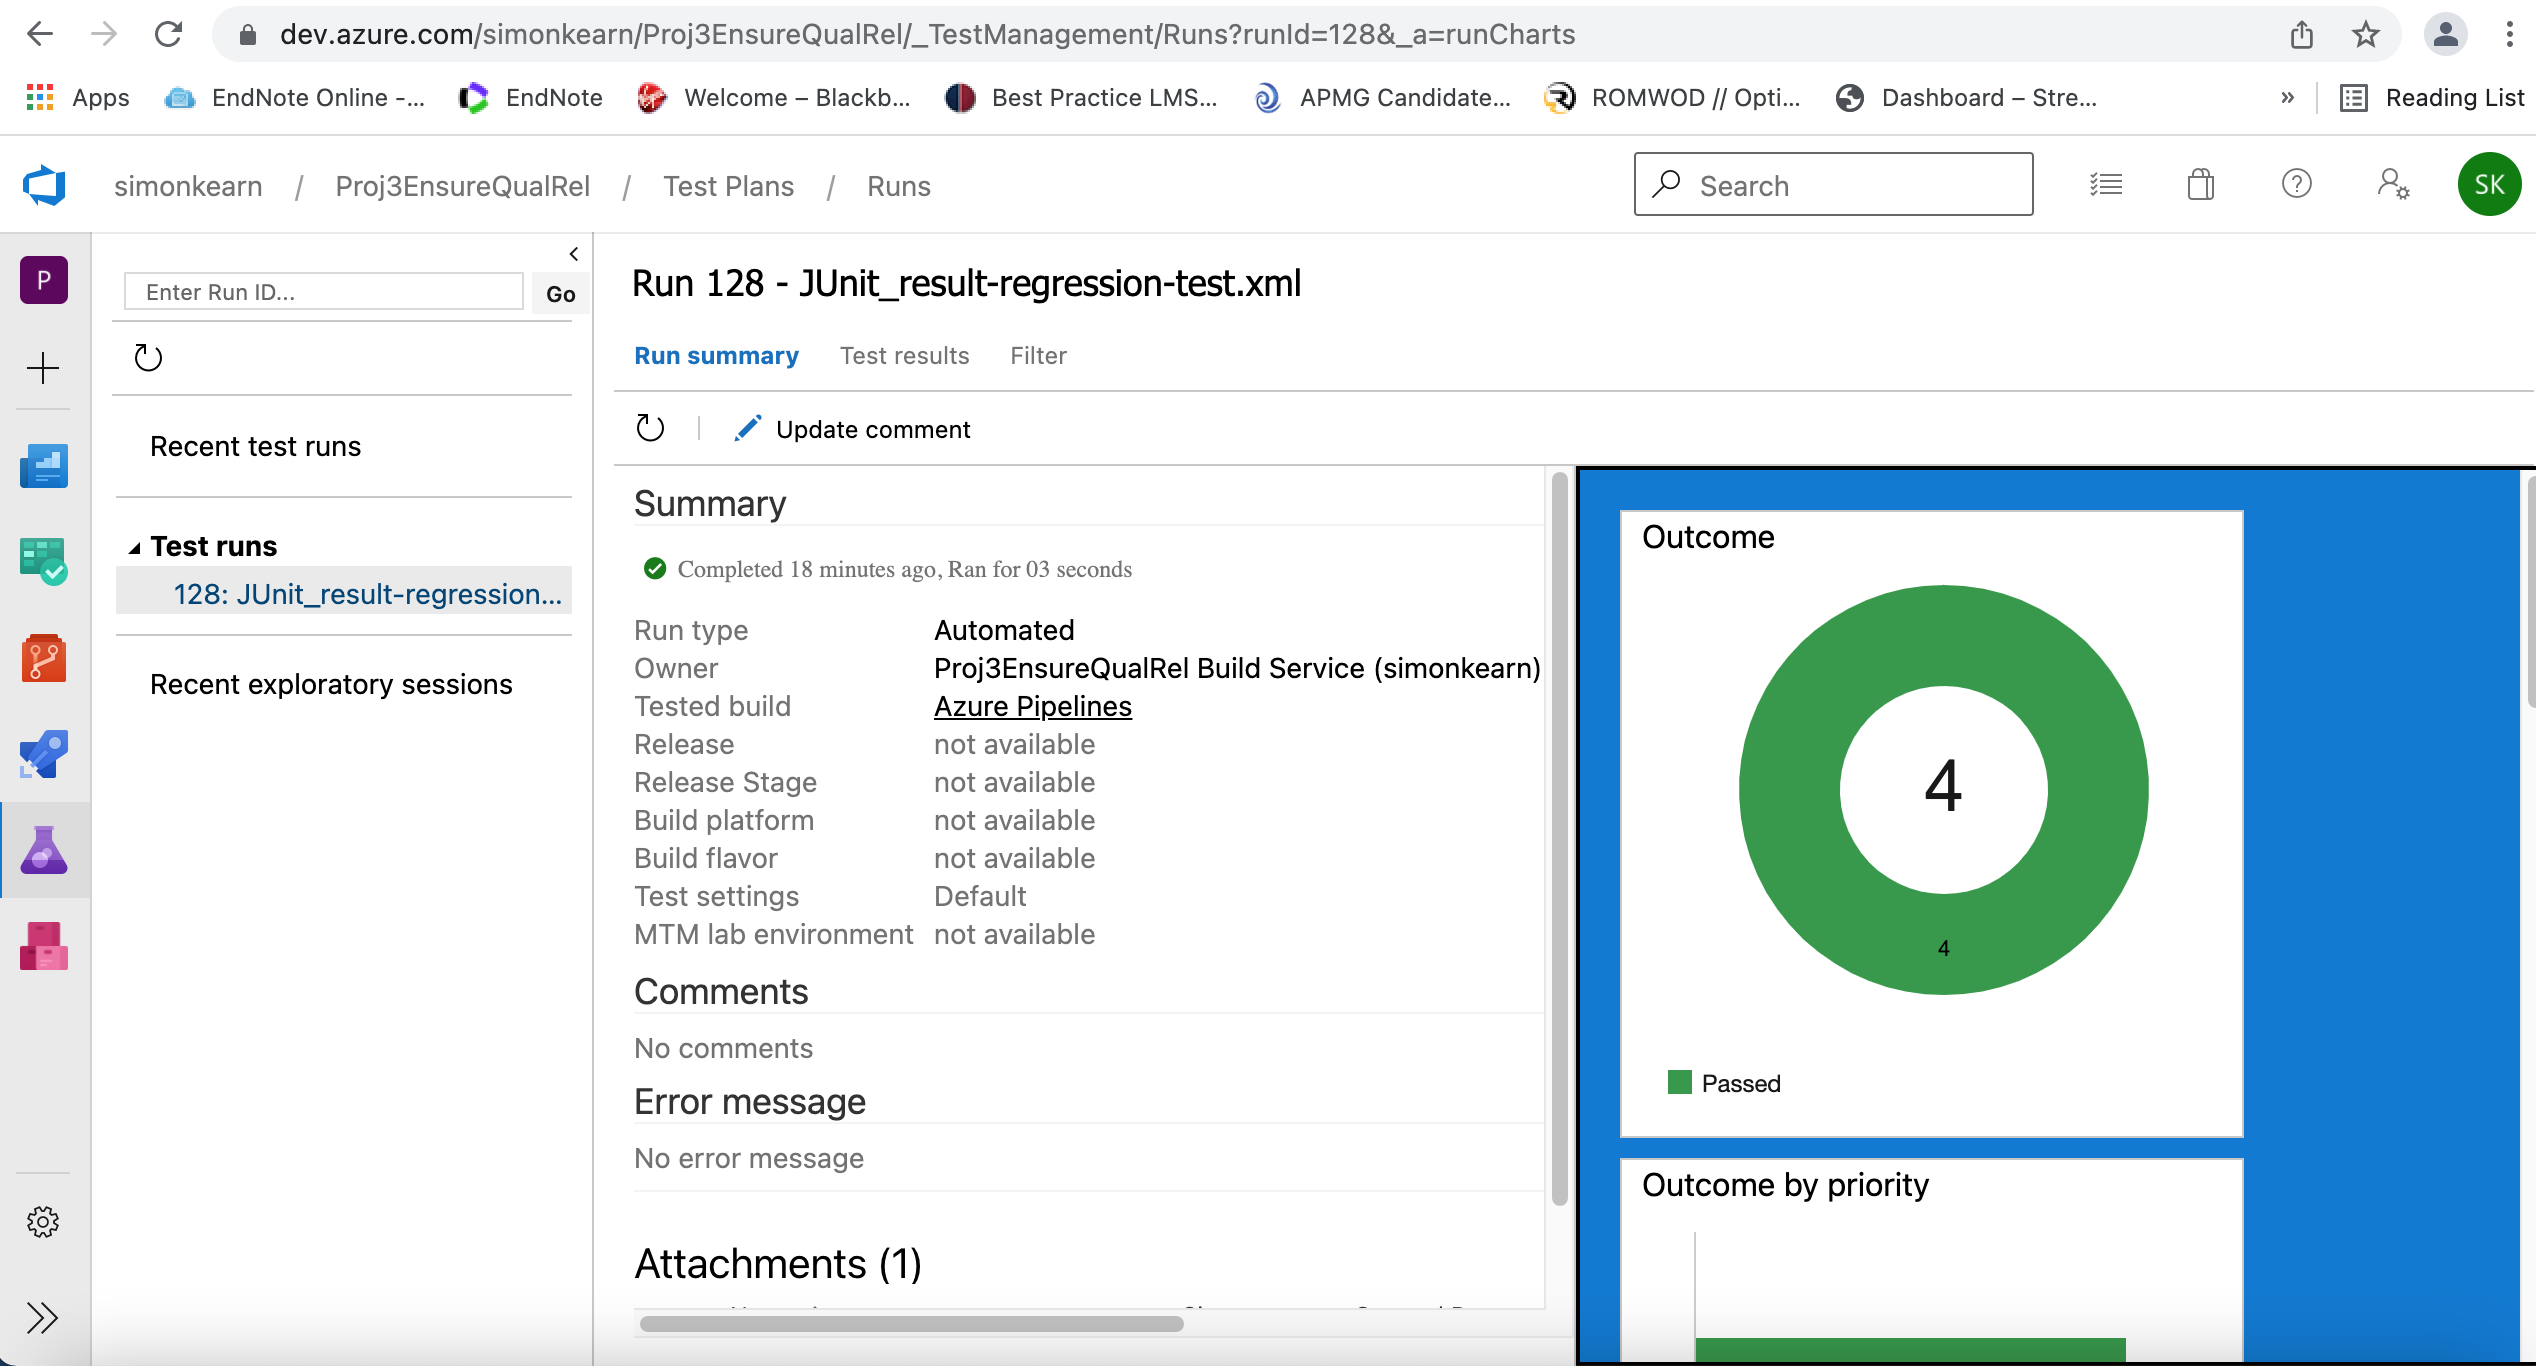 dev.azure.com/simonkearn/Proj3EnsureQualRel/_TestManagement/Runs?runId=128&_a=runCharts
Apps EndNote Online -... EndNote Welcome – Blackb... Best Practice LMS... APMG Candidate... ROMWOD // Opti... Dashboard – Stre... » Reading List
simonkearn / Proj3EnsureQualRel / Test Plans / Runs Search SK
P
Enter Run ID... Go
Recent test runs
Test runs
128: JUnit_result-regression...
Recent exploratory sessions
Run 128 - JUnit_result-regression-test.xml
Run summary Test results Filter
Update comment
Summary
Completed 18 minutes ago, Ran for 03 seconds
Run type Automated
Owner Proj3EnsureQualRel Build Service (simonkearn)
Tested build Azure Pipelines
Release not available
Release Stage not available
Build platform not available
Build flavor not available
Test settings Default
MTM lab environment not available
Comments
No comments
Error message
No error message
Attachments (1)
Outcome
4
4
Passed
Outcome by priority